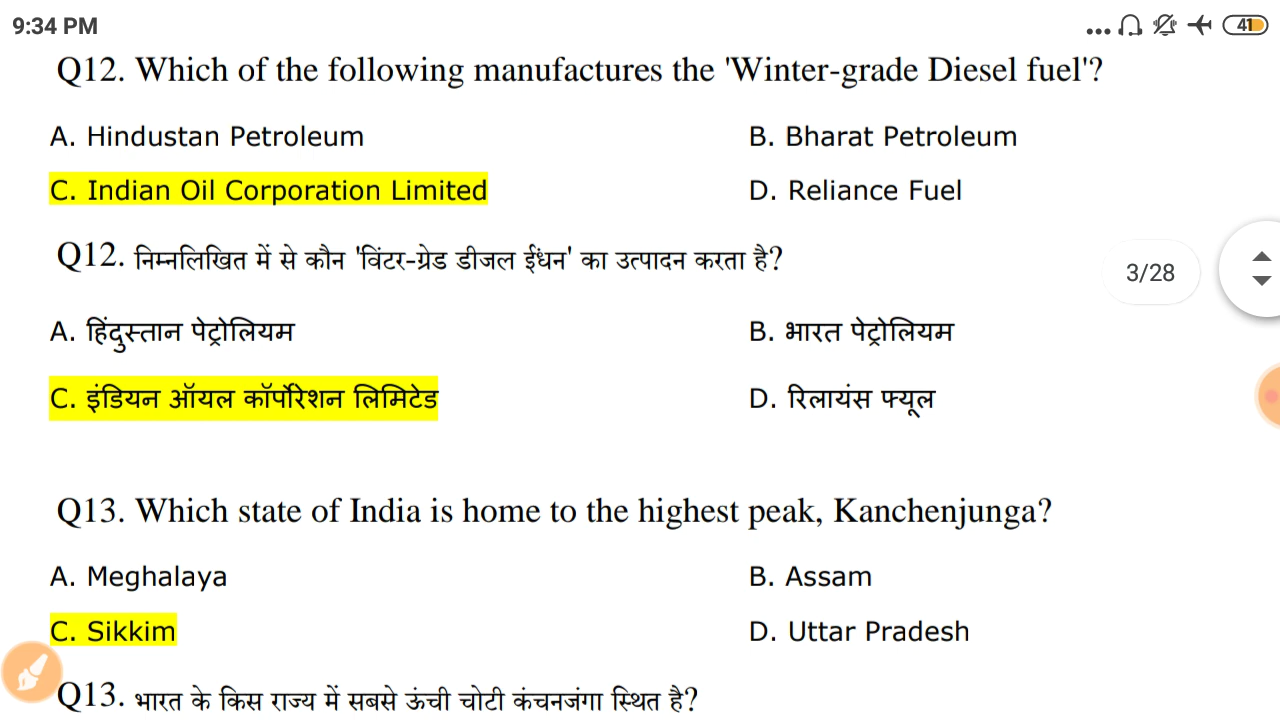 9:34 PM
41
Q12. Which of the following manufactures the 'Winter-grade Diesel fuel'?
A. Hindustan Petroleum
B. Bharat Petroleum
C. Indian Oil Corporation Limited
D. Reliance Fuel
Q12. निम्नलिखित में से कौन 'विंटर-ग्रेड डीजल ईंधन' का उत्पादन करता है?
3/28
A. हिंदुस्तान पेट्रोलियम
B. भारत पेट्रोलियम
C. इंडियन ऑयल कॉर्पोरेशन लिमिटेड
D. रिलायंस फ्यूल
Q13. Which state of India is home to the highest peak, Kanchenjunga?
A. Meghalaya
B. Assam
C. Sikkim
D. Uttar Pradesh
Q13. भारत के किस राज्य में सबसे ऊंची चोटी कंचनजंगा स्थित है?